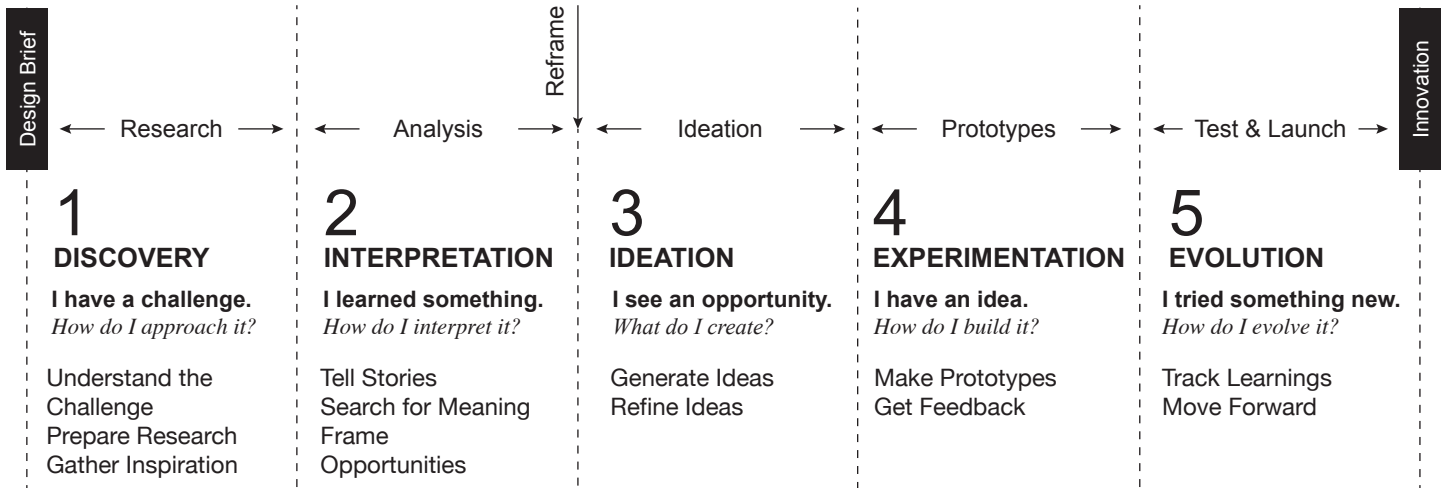 Design Brief
Research
Analysis
Reframe
Ideation
Prototypes
Test & Launch
Innovation
1
DISCOVERY
I have a challenge.
How do I approach it?
Understand the
Challenge
Prepare Research
Gather Inspiration
2
INTERPRETATION
I learned something.
How do I interpret it?
Tell Stories
Search for Meaning
Frame
Opportunities
3
IDEATION
I see an opportunity.
What do I create?
Generate Ideas
Refine Ideas
4
EXPERIMENTATION
I have an idea.
How do I build it?
Make Prototypes
Get Feedback
5
EVOLUTION
I tried something new.
How do I evolve it?
Track Learnings
Move Forward